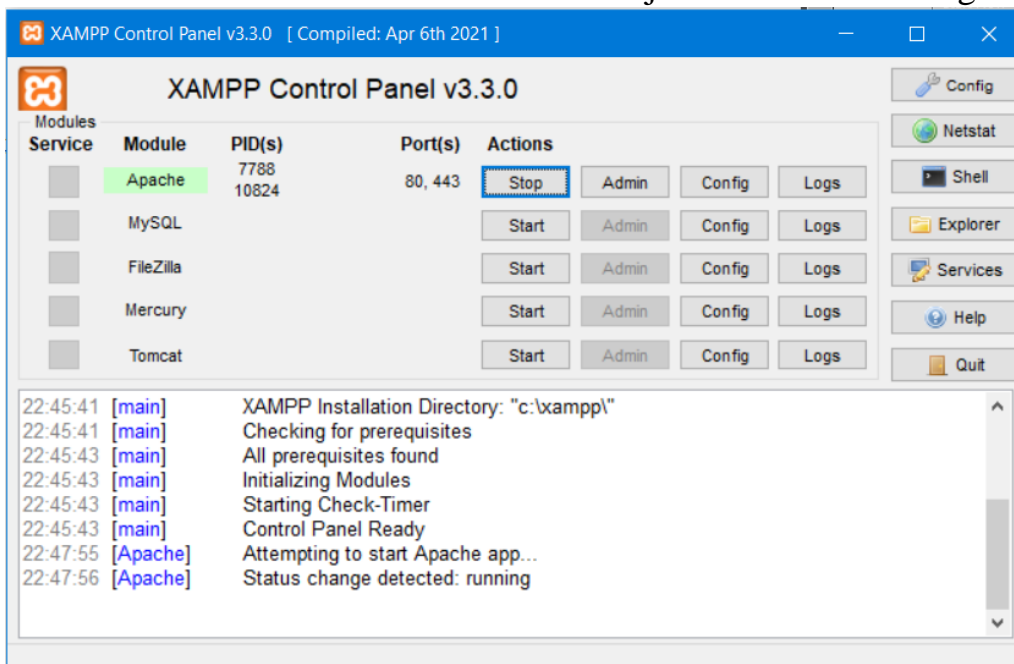 XAMPP Control Panel v3.3.0 [ Compiled: Apr 6th 2021 ]
XAMPP Control Panel v3.3.0
Config
Modules
Netstat
Service Module PID(s) Port(s) Actions
Apache 7788 80, 443 Stop Admin Config Logs
10824
Shell
MySQL Start Admin Config Logs
Explorer
FileZilla Start Admin Config Logs
Services
Mercury Start Admin Config Logs
Help
Tomcat Start Admin Config Logs
Quit
22:45:41 [main] XAMPP Installation Directory: "c:\xampp\"
22:45:41 [main] Checking for prerequisites
22:45:43 [main] All prerequisites found
22:45:43 [main] Initializing Modules
22:45:43 [main] Starting Check-Timer
22:45:43 [main] Control Panel Ready
22:47:55 [Apache] Attempting to start Apache app...
22:47:56 [Apache] Status change detected: running